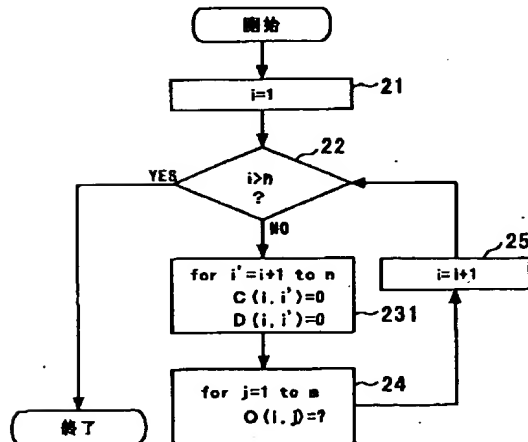 開始
i=1
21
22
YES
i>n
?
NO
25
for i'=i+1 to n
C(i,i')=0
D(i,i')=0
i=i+1
231
for j=1 to m
O(i,j)=?
24
終了